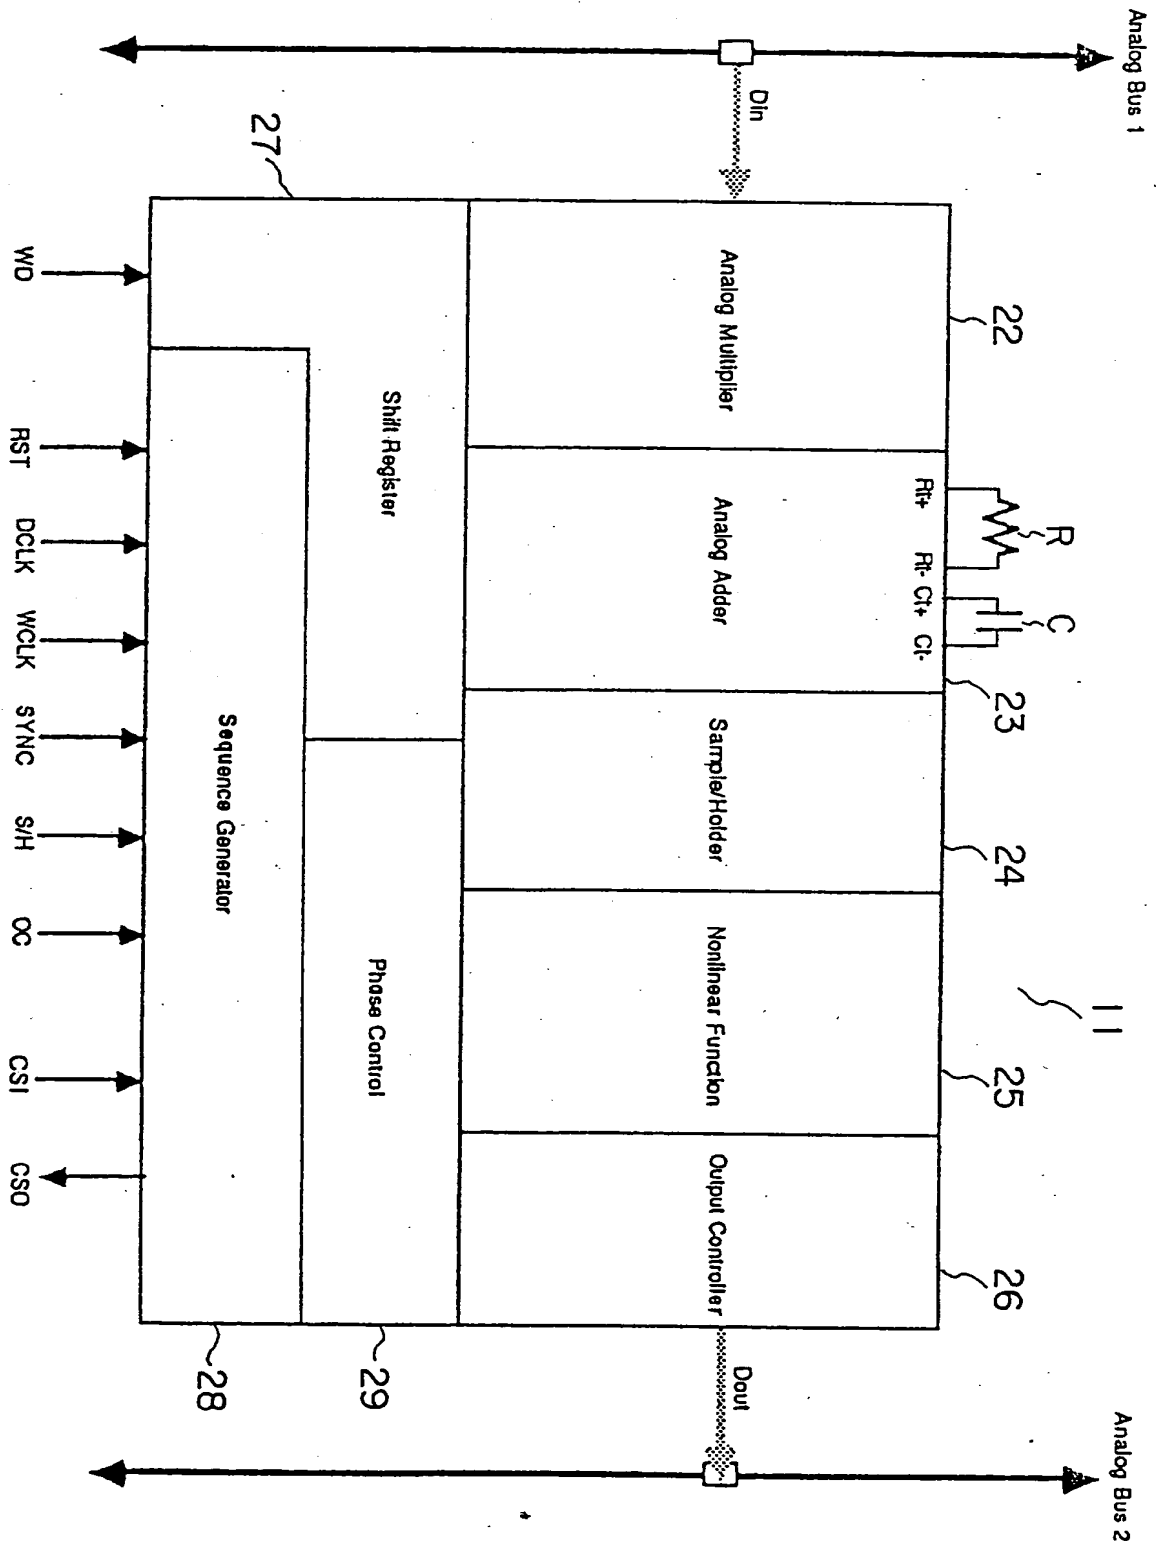 Analog Bus 1
Analog Bus 2
Din
Dout
11
22
23
24
25
26
R
C
Rt+
Rt-
Ct+
Ct-
Analog Multiplier
Analog Adder
Sample/Holder
Nonlinear Function
Output Controller
27
Shift Register
Phase Control
29
Sequence Generator
28
WD
RST
DCLK
WCLK
SYNC
S/H
OC
CSI
CSO